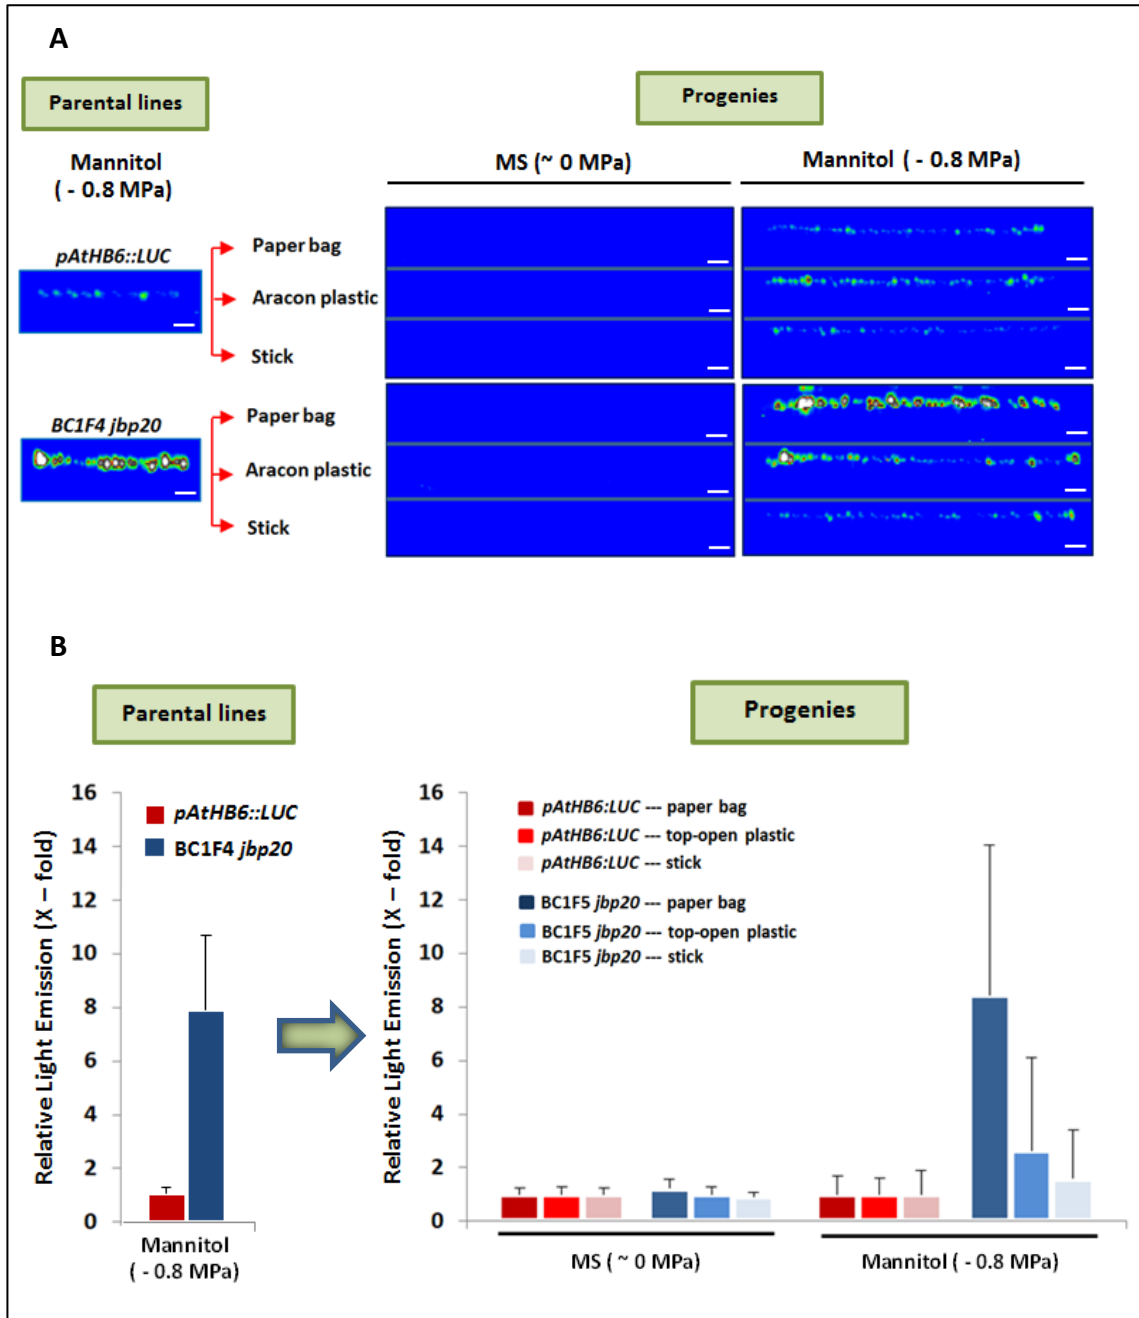 A
Parental lines
Progenies
Mannitol
( - 0.8 MPa)
MS (~ 0 MPa)
Mannitol ( - 0.8 MPa)
pAtHB6::LUC
Paper bag
Aracon plastic
Stick
BC1F4 jbp20
Paper bag
Aracon plastic
Stick
B
Parental lines
Progenies
Relative Light Emission (X – fold)
16
14
12
10
8
6
4
2
0
pAtHB6::LUC
BC1F4 jbp20
Mannitol
( - 0.8 MPa)
Relative Light Emission (X – fold)
16
14
12
10
8
6
4
2
0
pAtHB6:LUC --- paper bag
pAtHB6:LUC --- top-open plastic
pAtHB6:LUC --- stick
BC1F5 jbp20 --- paper bag
BC1F5 jbp20 --- top-open plastic
BC1F5 jbp20 --- stick
MS ( ~ 0 MPa)
Mannitol ( - 0.8 MPa)